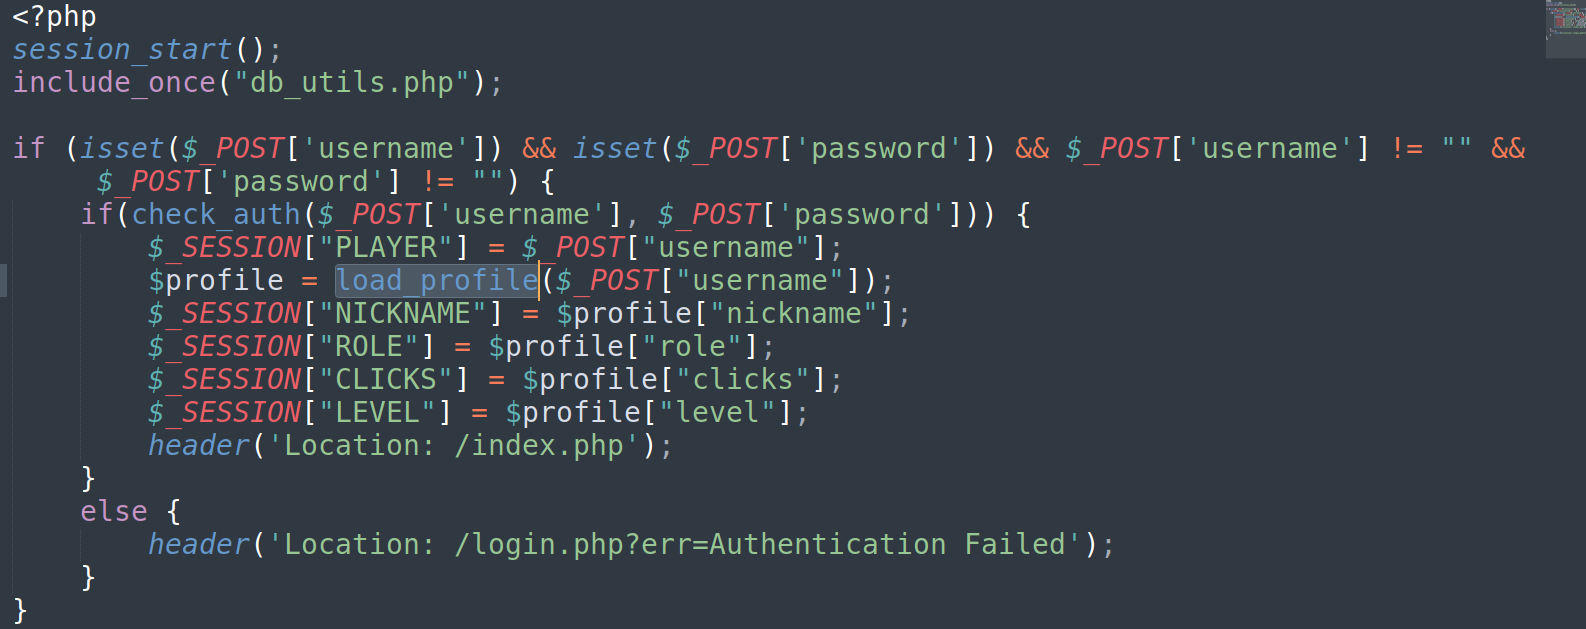 <?php
session_start();
include_once("db_utils.php");
if (isset($_POST['username']) && isset($_POST['password']) && $_POST['username'] != "" &&
$_POST['password'] != "") {
if(check_auth($_POST['username'], $_POST['password'])) {
$_SESSION["PLAYER"] = $_POST["username"];
$profile = load_profile($_POST["username"]);
$_SESSION["NICKNAME"] = $profile["nickname"];
$_SESSION["ROLE"] = $profile["role"];
$_SESSION["CLICKS"] = $profile["clicks"];
$_SESSION["LEVEL"] = $profile["level"];
header('Location: /index.php');
}
else {
header('Location: /login.php?err=Authentication Failed');
}
}